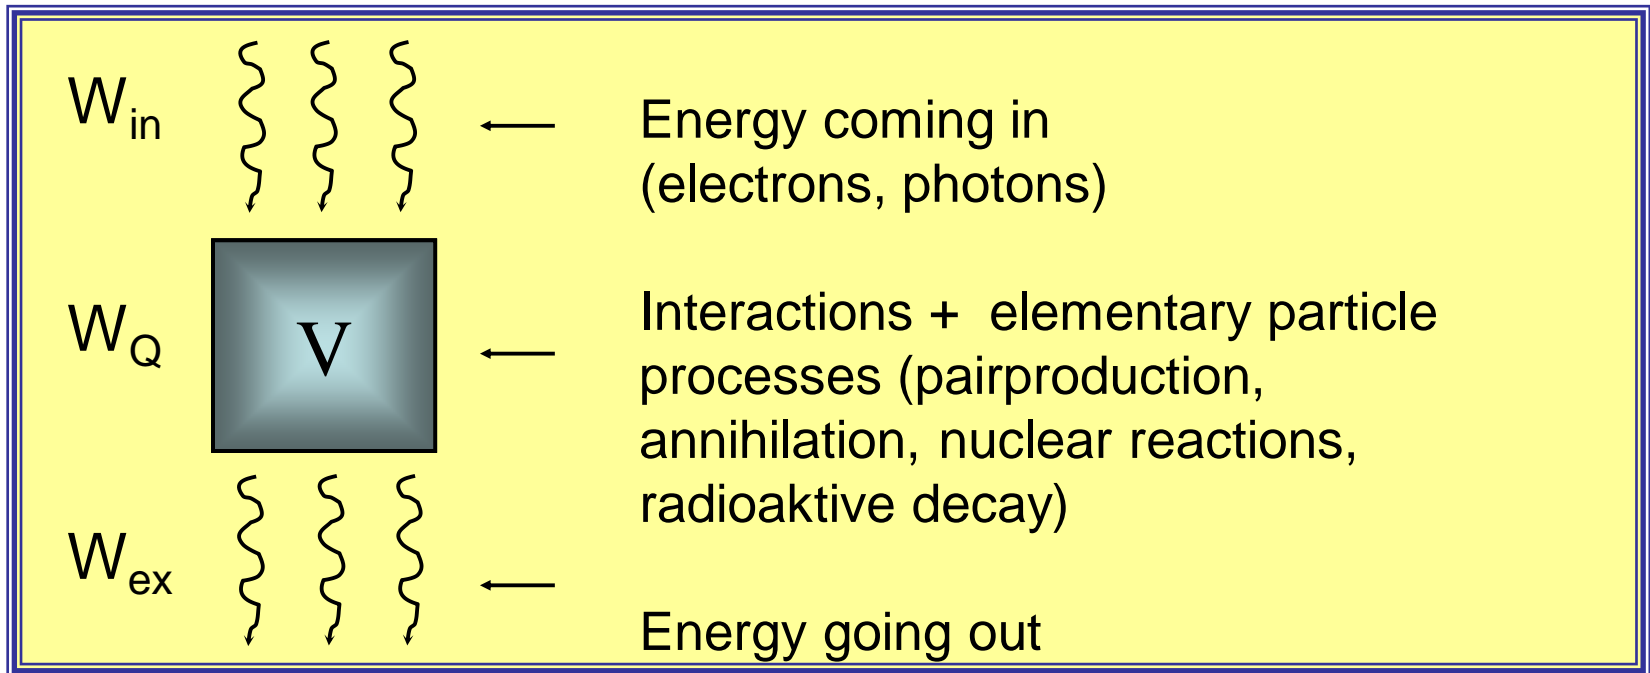 W_in
Energy coming in
(electrons, photons)
W_Q
V
Interactions + elementary particle
processes (pairproduction,
annihilation, nuclear reactions,
radioaktive decay)
W_ex
Energy going out